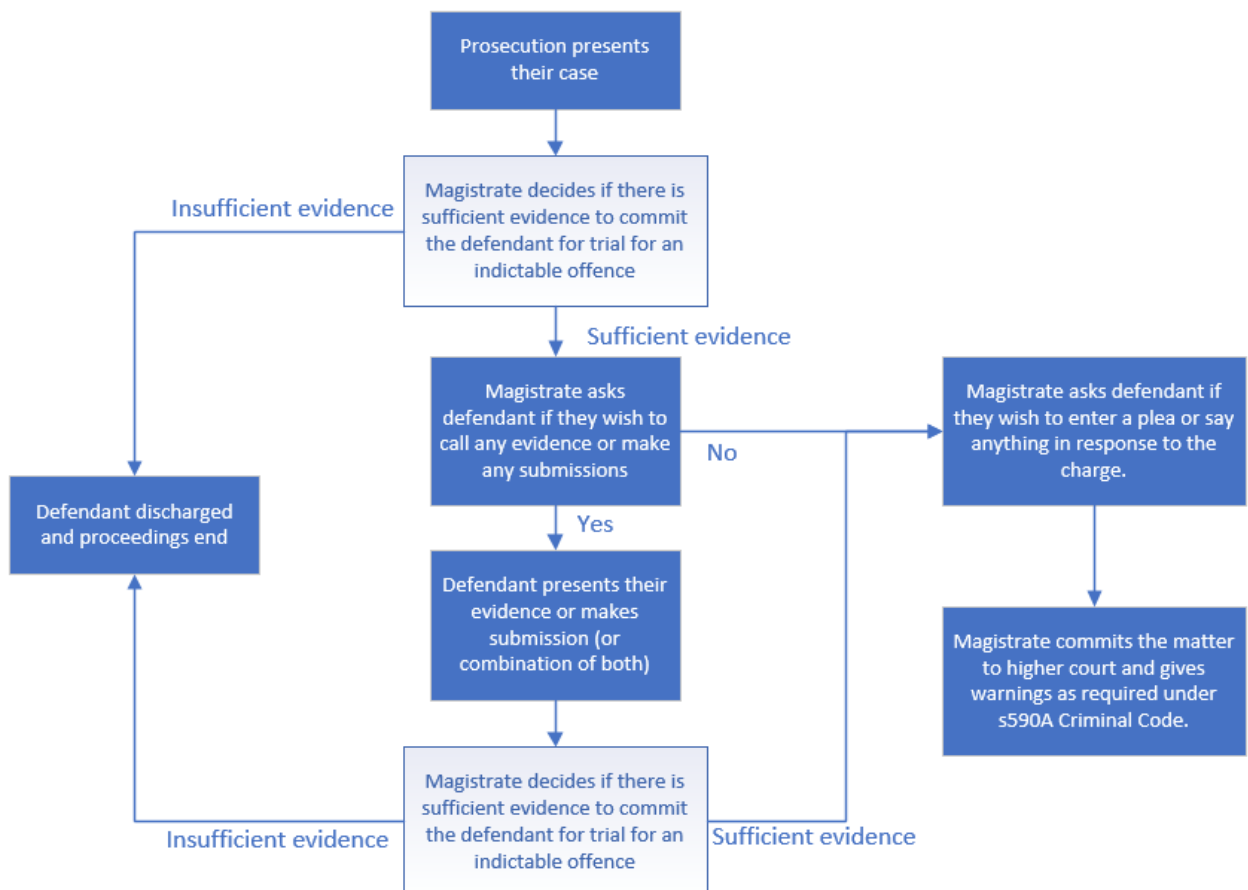 Prosecution presents
their case
Magistrate decides if there is
sufficient evidence to commit
the defendant for trial for an
indictable offence
Insufficient evidence
Sufficient evidence
Magistrate asks
defendant if they wish to
call any evidence or make
any submissions
No
Magistrate asks defendant if
they wish to enter a plea or say
anything in response to the
charge.
Defendant discharged
and proceedings end
Yes
Defendant presents their
evidence or makes
submission (or
combination of both)
Magistrate commits the matter
to higher court and gives
warnings as required under
s590A Criminal Code.
Magistrate decides if there is
sufficient evidence to commit
the defendant for trial for an
indictable offence
Insufficient evidence
Sufficient evidence